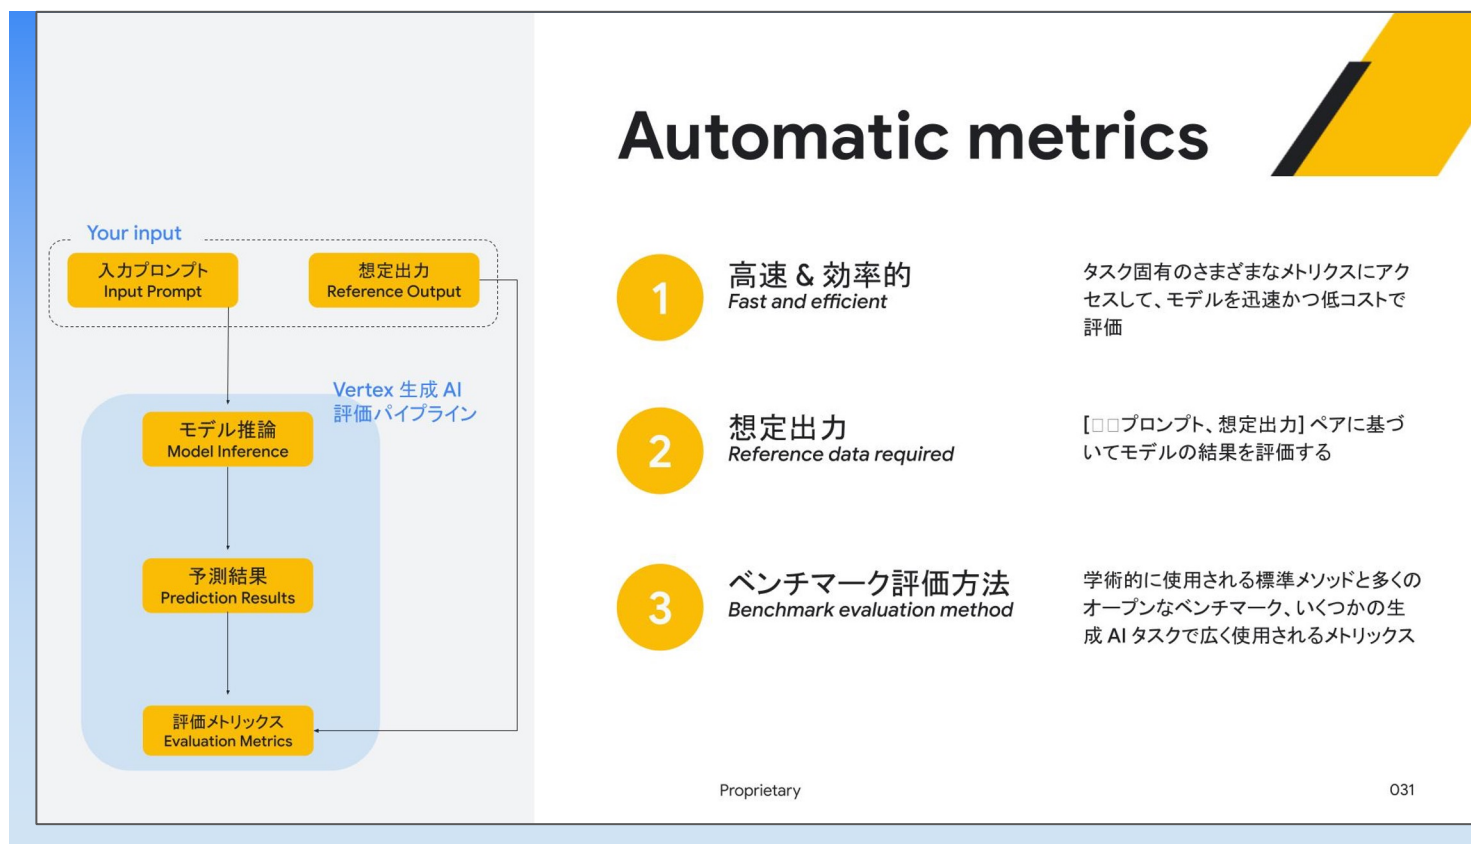 Automatic metrics
Your input
入力プロンプト
Input Prompt
想定出力
Reference Output
Vertex 生成 AI
評価パイプライン
モデル推論
Model Inference
予測結果
Prediction Results
評価メトリックス
Evaluation Metrics
1
高速 & 効率的
Fast and efficient
タスク固有のさまざまなメトリクスにアク
セスして、モデルを迅速かつ低コストで
評価
2
想定出力
Reference data required
[□□プロンプト、想定出力] ペアに基づ
いてモデルの結果を評価する
3
ベンチマーク評価方法
Benchmark evaluation method
学術的に使用される標準メソッドと多くの
オープンなベンチマーク、いくつかの生
成 AI タスクで広く使用されるメトリックス
Proprietary
031